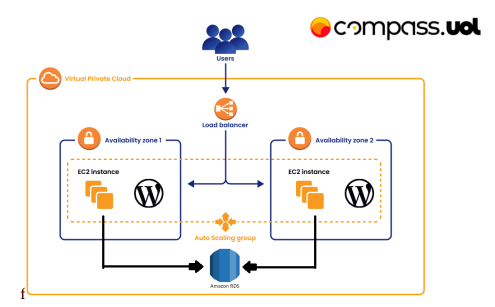 compass.uol
Users
Virtual Private Cloud
Load balancer
Availability zone 1
Availability zone 2
EC2 instance
EC2 instance
Auto Scaling group
Amazon RDS
f